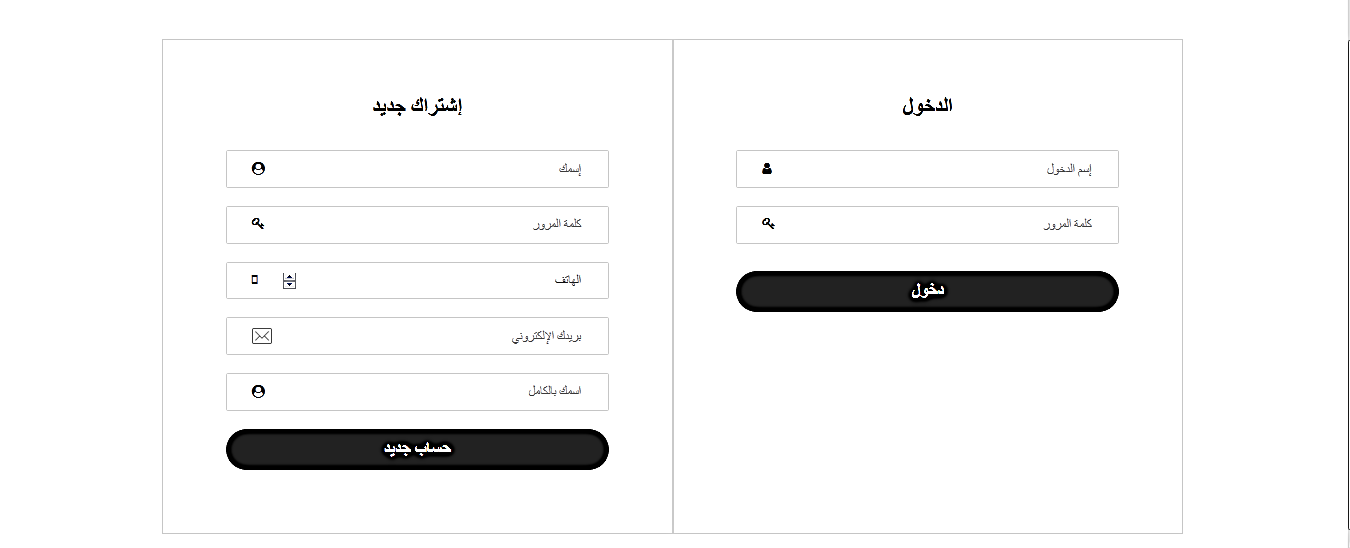 الدخول
إسم الدخول
كلمة المرور
دخول
إشتراك جديد
إسمك
كلمة المرور
الهاتف
بريدك الإلكتروني
اسمك بالكامل
حساب جديد